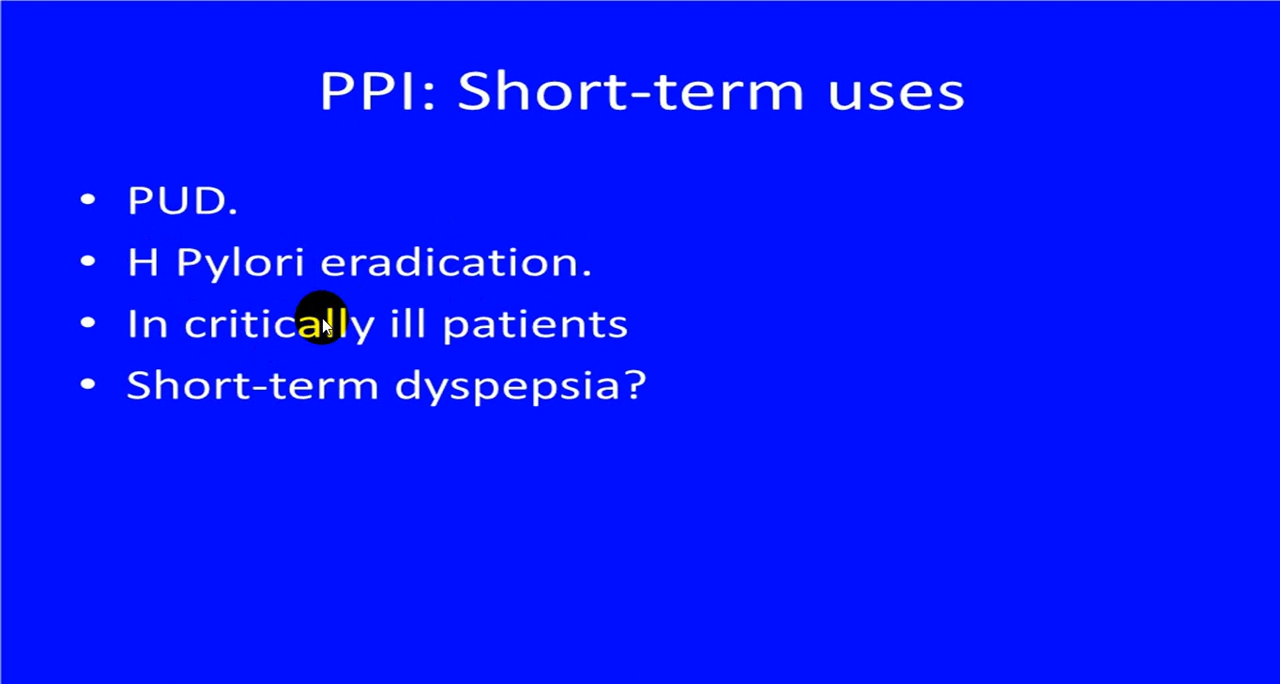 PPI: Short-term uses
• PUD.
• H Pylori eradication.
• In critically ill patients
• Short-term dyspepsia?